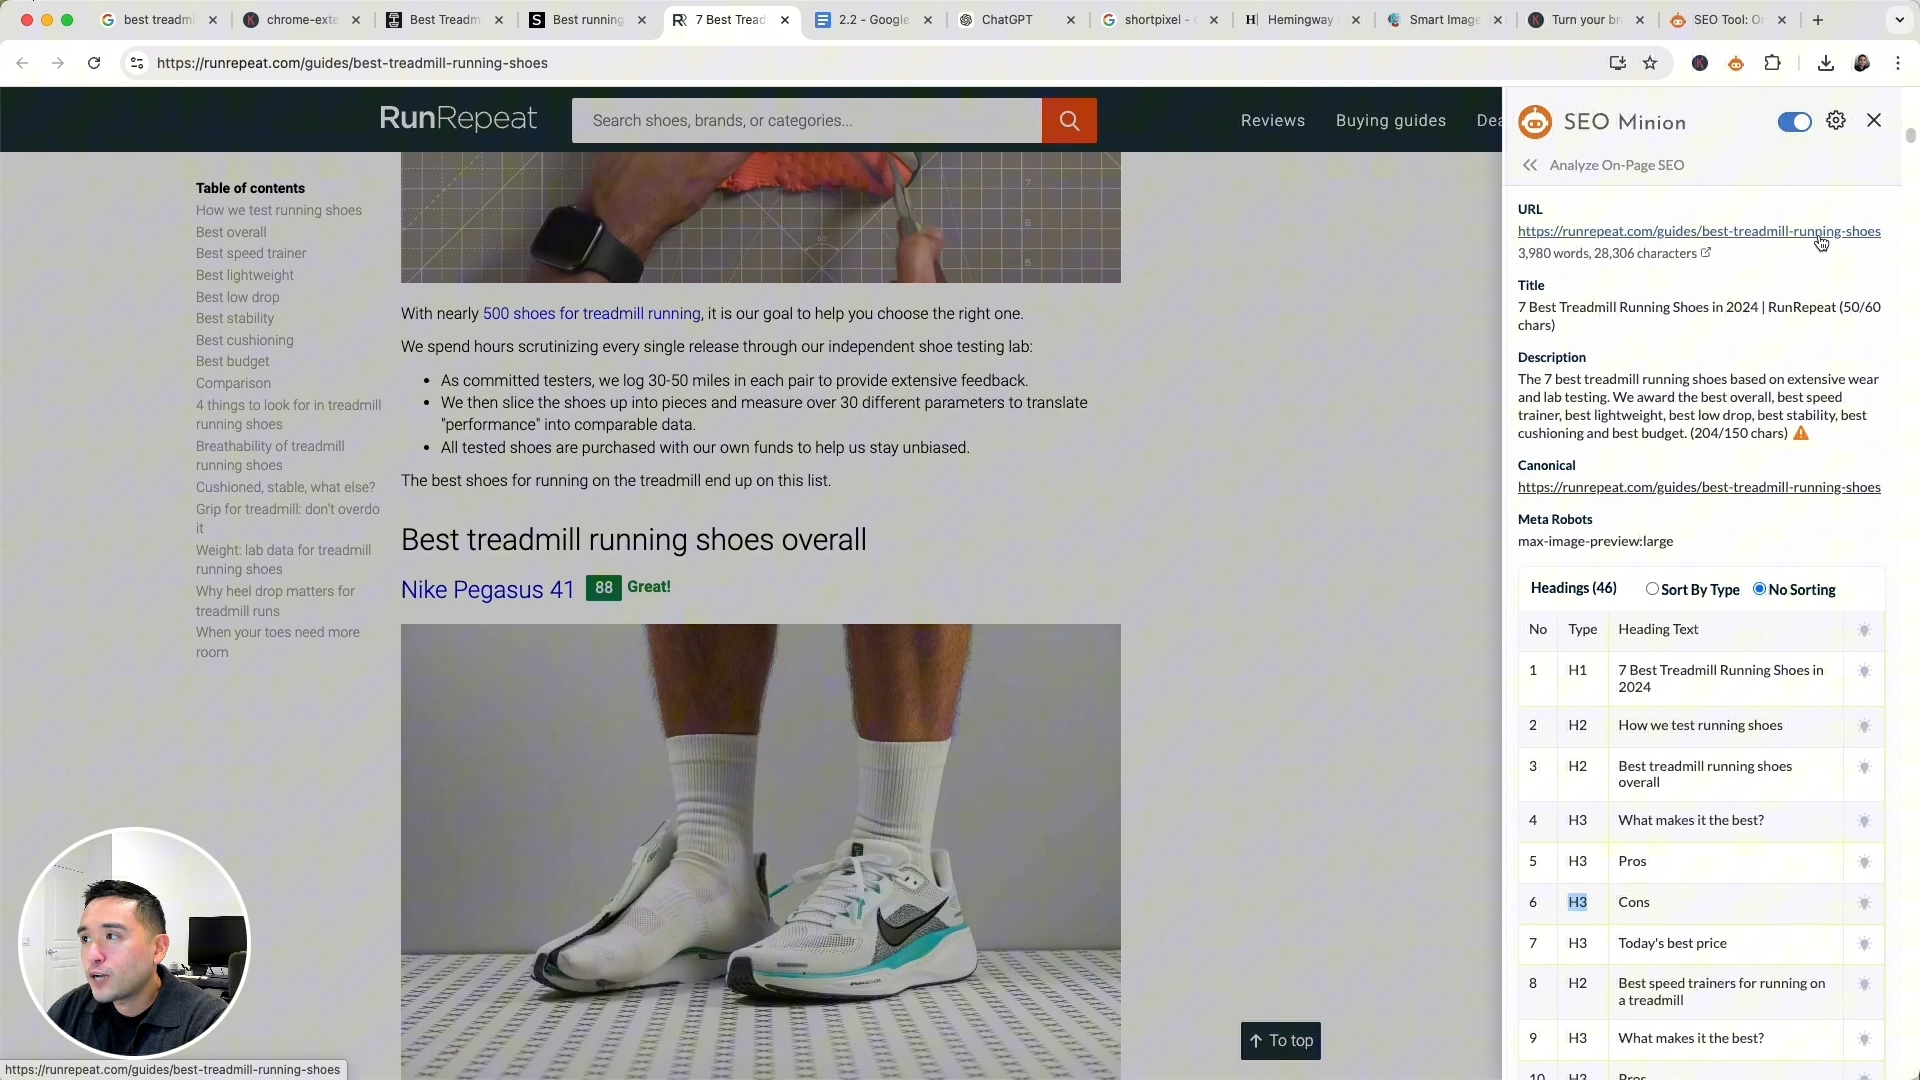 best treadmi
chrome-exte
Best Treadm
Best running
7 Best Tread
2.2 - Google
ChatGPT
shortpixel -
Hemingway
Smart Image
Turn your br
SEO Tool: O
https://runrepeat.com/guides/best-treadmill-running-shoes
RunRepeat
Search shoes, brands, or categories...
Reviews
Buying guides
Dea
Table of contents
How we test running shoes
Best overall
Best speed trainer
Best lightweight
Best low drop
Best stability
Best cushioning
Best budget
Comparison
4 things to look for in treadmill
running shoes
Breathability of treadmill
running shoes
Cushioned, stable, what else?
Grip for treadmill: don't overdo
it
Weight: lab data for treadmill
running shoes
Why heel drop matters for
treadmill runs
When your toes need more
room
With nearly 500 shoes for treadmill running, it is our goal to help you choose the right one.
We spend hours scrutinizing every single release through our independent shoe testing lab:
• As committed testers, we log 30-50 miles in each pair to provide extensive feedback.
• We then slice the shoes up into pieces and measure over 30 different parameters to translate
"performance" into comparable data.
• All tested shoes are purchased with our own funds to help us stay unbiased.
The best shoes for running on the treadmill end up on this list.
Best treadmill running shoes overall
Nike Pegasus 41 88 Great!
To top
SEO Minion
Analyze On-Page SEO
URL
https://runrepeat.com/guides/best-treadmill-running-shoes
3,980 words, 28,306 characters
Title
7 Best Treadmill Running Shoes in 2024 | RunRepeat (50/60
chars)
Description
The 7 best treadmill running shoes based on extensive wear
and lab testing. We award the best overall, best speed
trainer, best lightweight, best low drop, best stability, best
cushioning and best budget. (204/150 chars)
Canonical
https://runrepeat.com/guides/best-treadmill-running-shoes
Meta Robots
max-image-preview:large
Headings (46) Sort By Type No Sorting
No Type Heading Text
1 H1 7 Best Treadmill Running Shoes in
2024
2 H2 How we test running shoes
3 H2 Best treadmill running shoes
overall
4 H3 What makes it the best?
5 H3 Pros
6 H3 Cons
7 H3 Today's best price
8 H2 Best speed trainers for running on
a treadmill
9 H3 What makes it the best?
10 H3 Pros
https://runrepeat.com/guides/best-treadmill-running-shoes